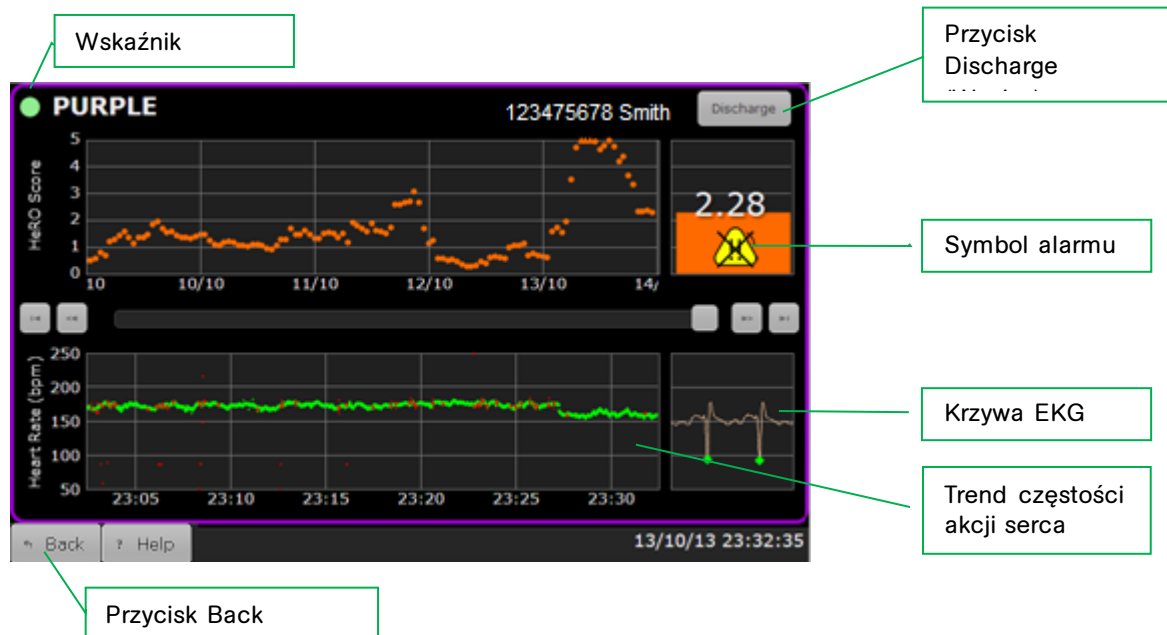 Wskaźnik
Przycisk
Discharge
PURPLE
123475678 Smith
Discharge
HeRO Score
5
4
3
2
1
0
10
10/10
11/10
12/10
13/10
14/
2.28
Symbol alarmu
Heart Rate (bpm)
250
200
150
100
50
23:05
23:10
23:15
23:20
23:25
23:30
Krzywa EKG
Trend częstości
akcji serca
Back
? Help
13/10/13 23:32:35
Przycisk Back